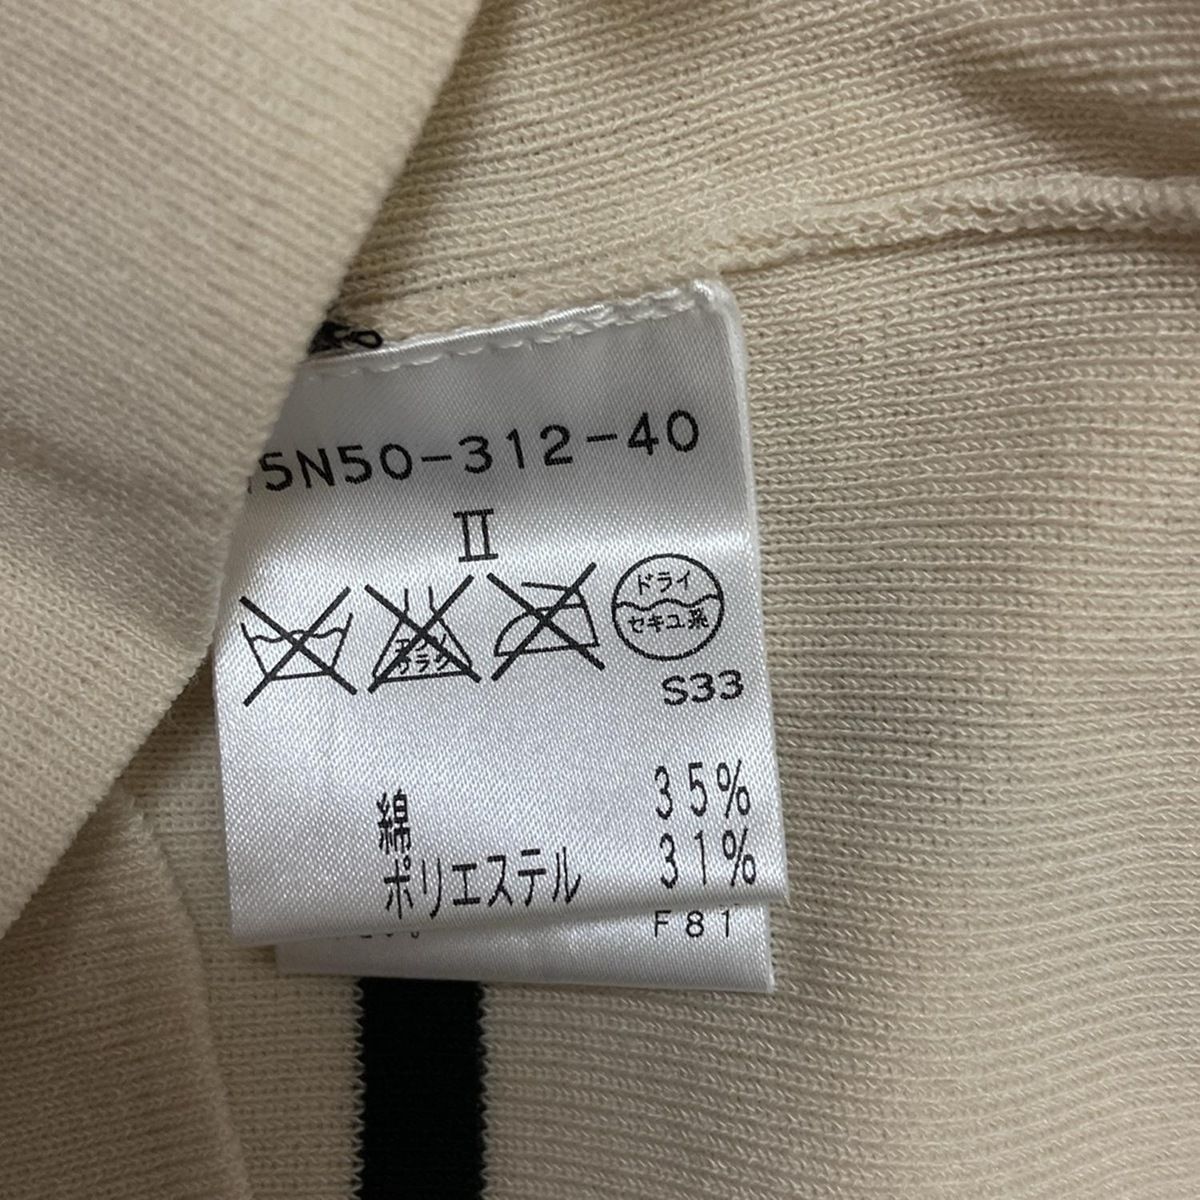 5N50-312-40
II
ドライ
セキユ系
S33
綿 35%
ポリエステル 31%
F81